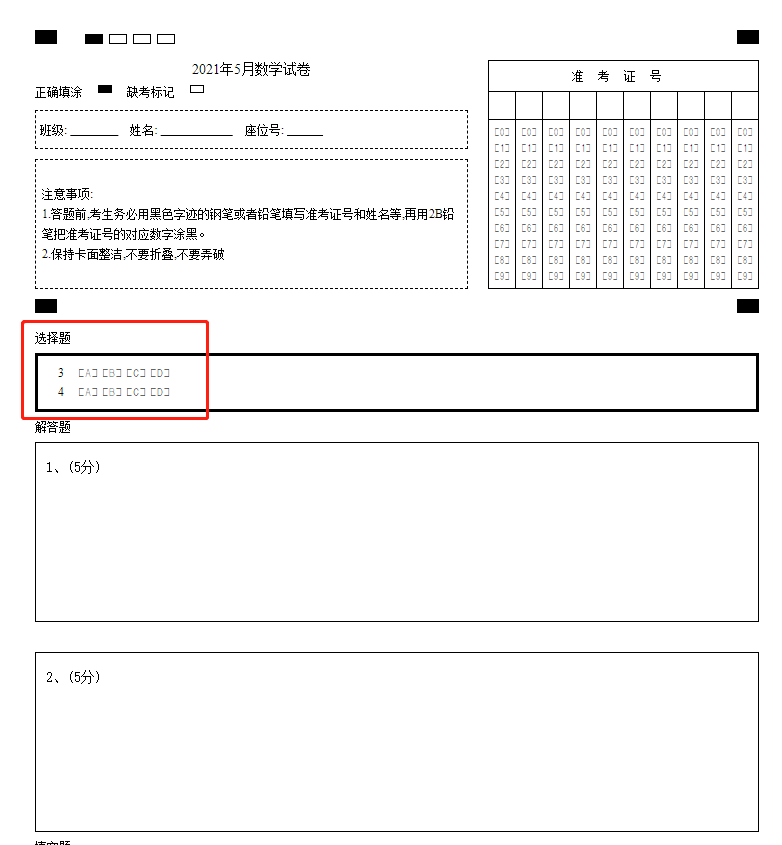 2021年5月数学试卷
正确填涂 缺考标记
班级: 姓名: 座位号:
注意事项:
1.答题前,考生务必用黑色字迹的钢笔或者铅笔填写准考证号和姓名等,再用2B铅
笔把准考证号的对应数字涂黑。
2.保持卡面整洁,不要折叠,不要弄破
准 考 证 号
[0] [0] [0] [0] [0] [0] [0] [0] [0] [0]
[1] [1] [1] [1] [1] [1] [1] [1] [1] [1]
[2] [2] [2] [2] [2] [2] [2] [2] [2] [2]
[3] [3] [3] [3] [3] [3] [3] [3] [3] [3]
[4] [4] [4] [4] [4] [4] [4] [4] [4] [4]
[5] [5] [5] [5] [5] [5] [5] [5] [5] [5]
[6] [6] [6] [6] [6] [6] [6] [6] [6] [6]
[7] [7] [7] [7] [7] [7] [7] [7] [7] [7]
[8] [8] [8] [8] [8] [8] [8] [8] [8] [8]
[9] [9] [9] [9] [9] [9] [9] [9] [9] [9]
选择题
3 [A] [B] [C] [D]
4 [A] [B] [C] [D]
解答题
1、(5分)
2、(5分)